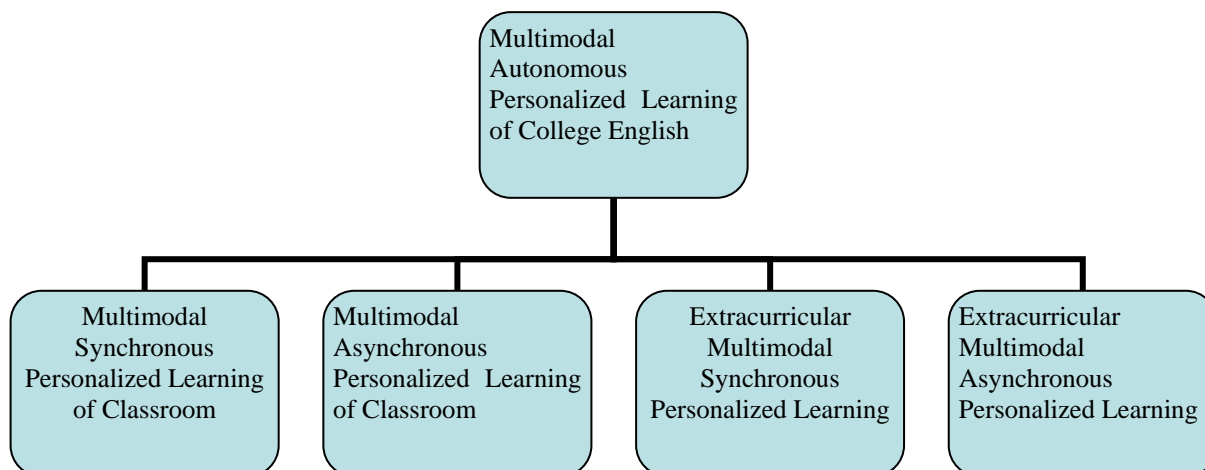 Multimodal
Autonomous
Personalized Learning
of College English
Multimodal
Synchronous
Personalized Learning
of Classroom
Multimodal
Asynchronous
Personalized Learning
of Classroom
Extracurricular
Multimodal
Synchronous
Personalized Learning
Extracurricular
Multimodal
Asynchronous
Personalized Learning